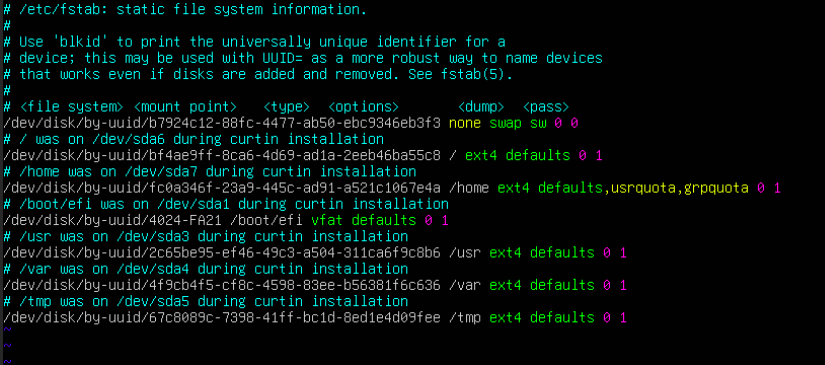 # /etc/fstab: static file system information.
#
# Use 'blkid' to print the universally unique identifier for a
# device; this may be used with UUID= as a more robust way to name devices
# that works even if disks are added and removed. See fstab(5).
#
# <file system> <mount point>   <type>  <options>       <dump>  <pass>
/dev/disk/by-uuid/b7924c12-88fc-4477-ab50-ebc9346eb3f3 none swap sw 0 0
# / was on /dev/sda6 during curtin installation
/dev/disk/by-uuid/bf4ae9ff-8ca6-4d69-ad1a-2eeb46ba55c8 / ext4 defaults 0 1
# /home was on /dev/sda7 during curtin installation
/dev/disk/by-uuid/fc0a346f-23a9-445c-ad91-a521c1067e4a /home ext4 defaults,usrquota,grpquota 0 1
# /boot/efi was on /dev/sda1 during curtin installation
/dev/disk/by-uuid/4024-FA21 /boot/efi vfat defaults 0 1
# /usr was on /dev/sda3 during curtin installation
/dev/disk/by-uuid/2c65be95-ef46-49c3-a504-311ca6f9c8b6 /usr ext4 defaults 0 1
# /var was on /dev/sda4 during curtin installation
/dev/disk/by-uuid/4f9cb4f5-cf8c-4598-83ee-b56381f6c636 /var ext4 defaults 0 1
# /tmp was on /dev/sda5 during curtin installation
/dev/disk/by-uuid/67c8089c-7398-41ff-bc1d-8ed1e4d09fee /tmp ext4 defaults 0 1
~
~
~